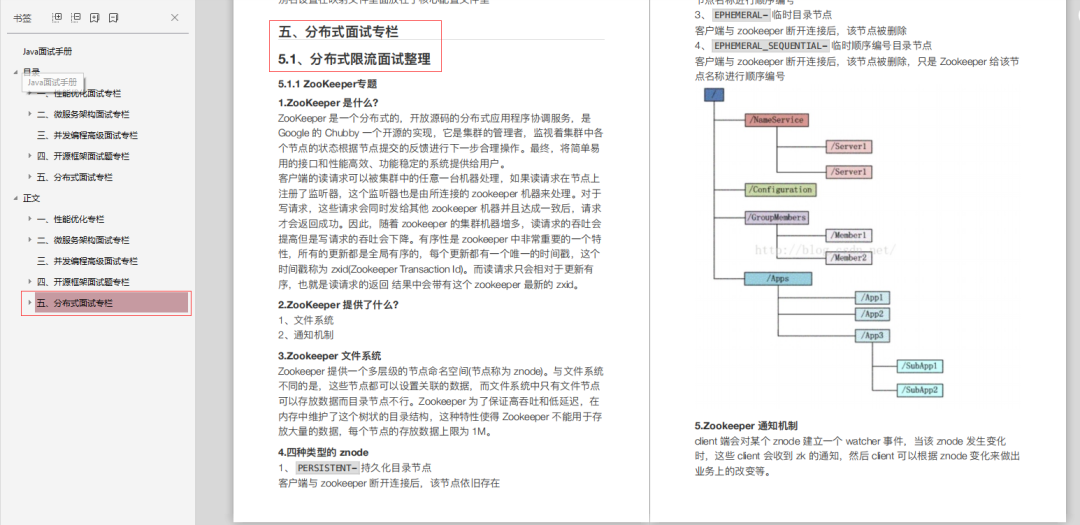 书签
Java面试手册
目录
Java面试手册
一、性能优化面试专栏
二、微服务架构面试专栏
三、并发编程高级面试专栏
四、开源框架面试题专栏
五、分布式面试专栏
正文
一、性能优化专栏
二、微服务架构面试专栏
三、并发编程高级面试专栏
四、开源框架面试题专栏
五、分布式面试专栏
五、分布式面试专栏
5.1、分布式限流面试整理
5.1.1 ZooKeeper专题
1.ZooKeeper 是什么?
ZooKeeper 是一个分布式的，开放源码的分布式应用程序协调服务，是
Google 的 Chubby 一个开源的实现，它是集群的管理者，监视着集群中各
个节点的状态根据节点提交的反馈进行下一步合理操作。最终，将简单易
用的接口和性能高效、功能稳定的系统提供给用户。
客户端的读请求可以被集群中的任意一台机器处理，如果读请求在节点上
注册了监听器，这个监听器也是由所连接的 zookeeper 机器来处理。对于
写请求，这些请求会同时发给其他 zookeeper 机器并且达成一致后，请求
才会返回成功。因此，随着 zookeeper 的集群机器增多，读请求的吞吐会
提高但是写请求的吞吐会下降。有序性是 zookeeper 中非常重要的一个特
性，所有的更新都是全局有序的，每个更新都有一个唯一的时间戳，这个
时间戳称为 zxid(Zookeeper Transaction Id)。而读请求只会相对于更新有
序，也就是读请求的返回 结果中会带有这个 zookeeper 最新的 zxid。
2.ZooKeeper 提供了什么?
1、文件系统
2、通知机制
3.Zookeeper 文件系统
Zookeeper 提供一个多层级的节点命名空间(节点称为 znode)。与文件系统
不同的是，这些节点都可以设置关联的数据，而文件系统中只有文件节点
可以存放数据而目录节点不行。Zookeeper 为了保证高吞吐和低延迟，在
内存中维护了这个树状的目录结构，这种特性使得 Zookeeper 不能用于存
放大量的数据，每个节点的存放数据上限为 1M。
4.四种类型的 znode
1、 PERSISTENT-持久化目录节点
客户端与 zookeeper 断开连接后，该节点依旧存在
3、 EPHEMERAL-临时目录节点
客户端与 zookeeper 断开连接后，该节点被删除
4、 EPHEMERAL_SEQUENTIAL-临时顺序编号目录节点
客户端与 zookeeper 断开连接后，该节点被删除，只是 Zookeeper 给该节
点名称进行顺序编号
/
/NameService
/Server1
/Server1
/Configuration
/GroupMembers
/Member1
http://blog.csdn.net/
/Member2
/Apps
/App1
/App2
/App3
/SubApp1
/SubApp2
5.Zookeeper 通知机制
client 端会对某个 znode 建立一个 watcher 事件，当该 znode 发生变化
时，这些 client 会收到 zk 的通知，然后 client 可以根据 znode 变化来做出
业务上的改变等。